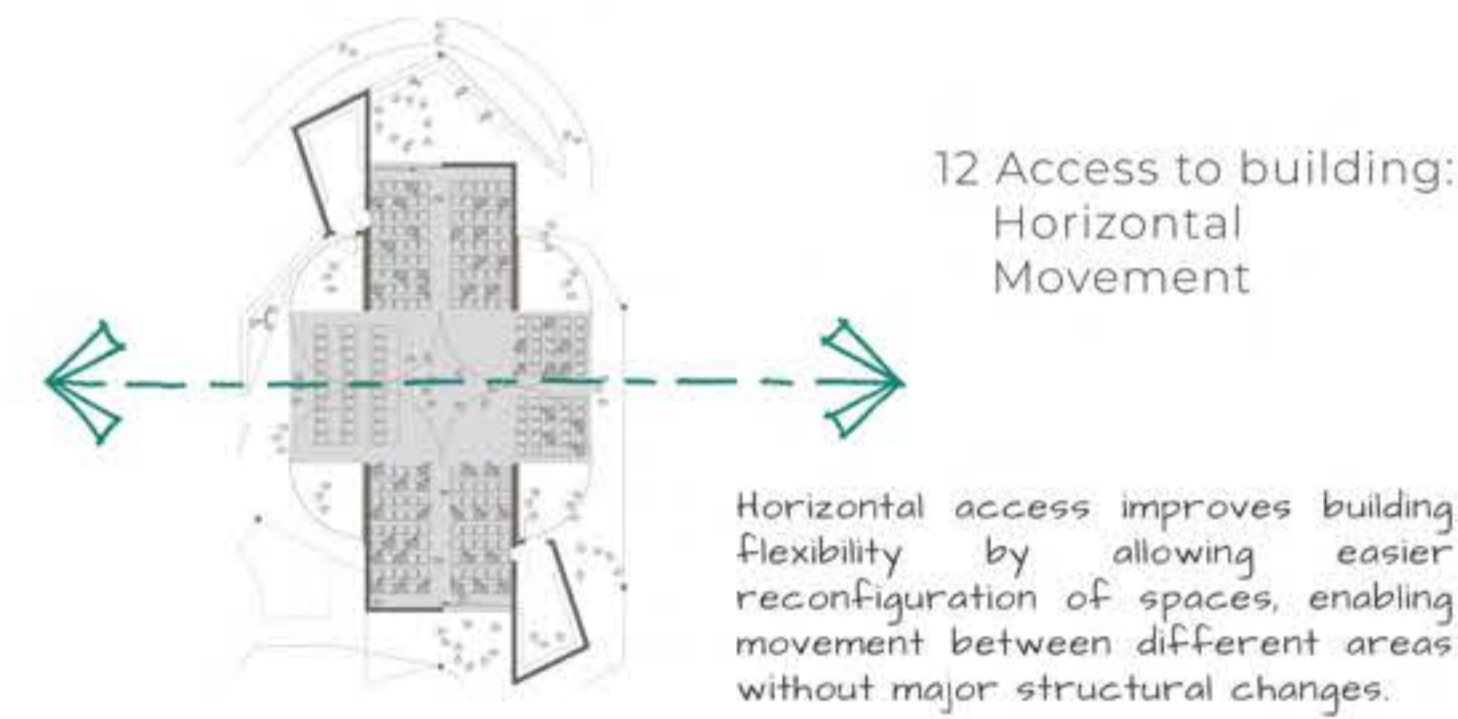 12 Access to building:
Horizontal
Movement
Horizontal access improves building
flexibility by allowing easier
reconfiguration of spaces, enabling
movement between different areas
without major structural changes.